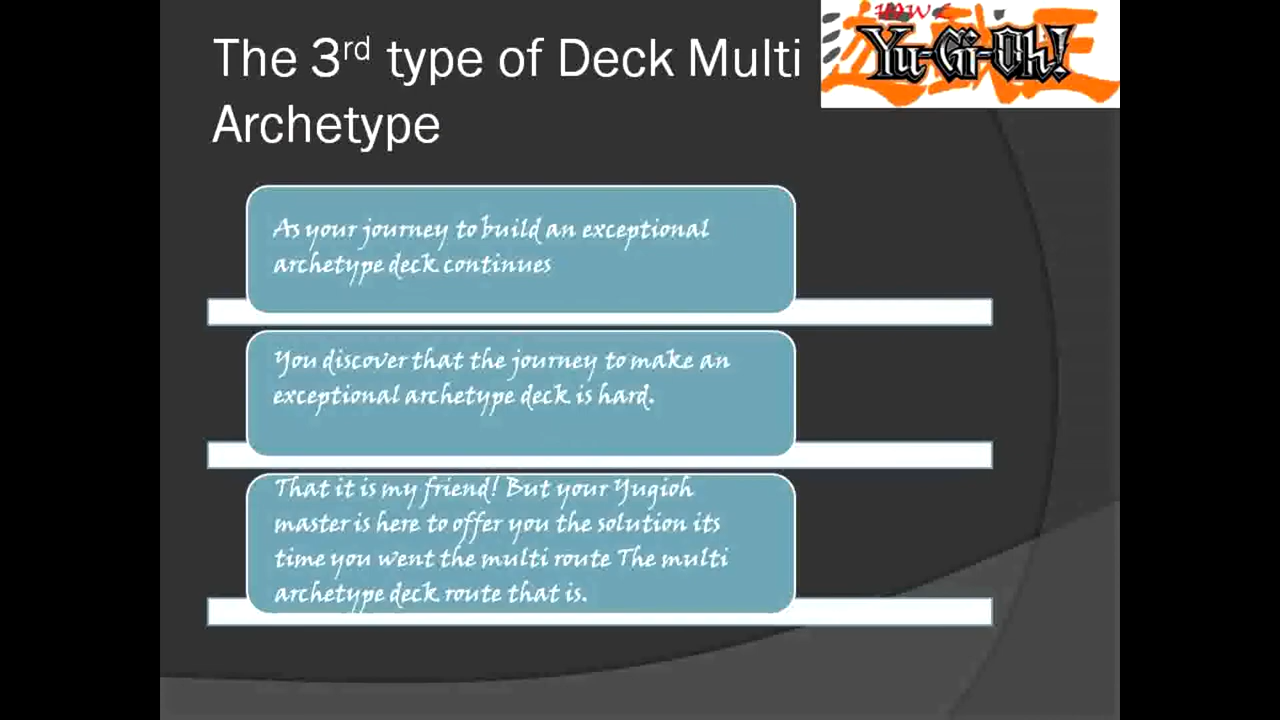 The 3rd type of Deck Multi
Archetype
Yu-Gi-Oh!
As your journey to build an exceptional
archetype deck continues
You discover that the journey to make an
exceptional archetype deck is hard.
That it is my friend! But your Yugioh
master is here to offer you the solution its
time you went the multi route The multi
archetype deck route that is.